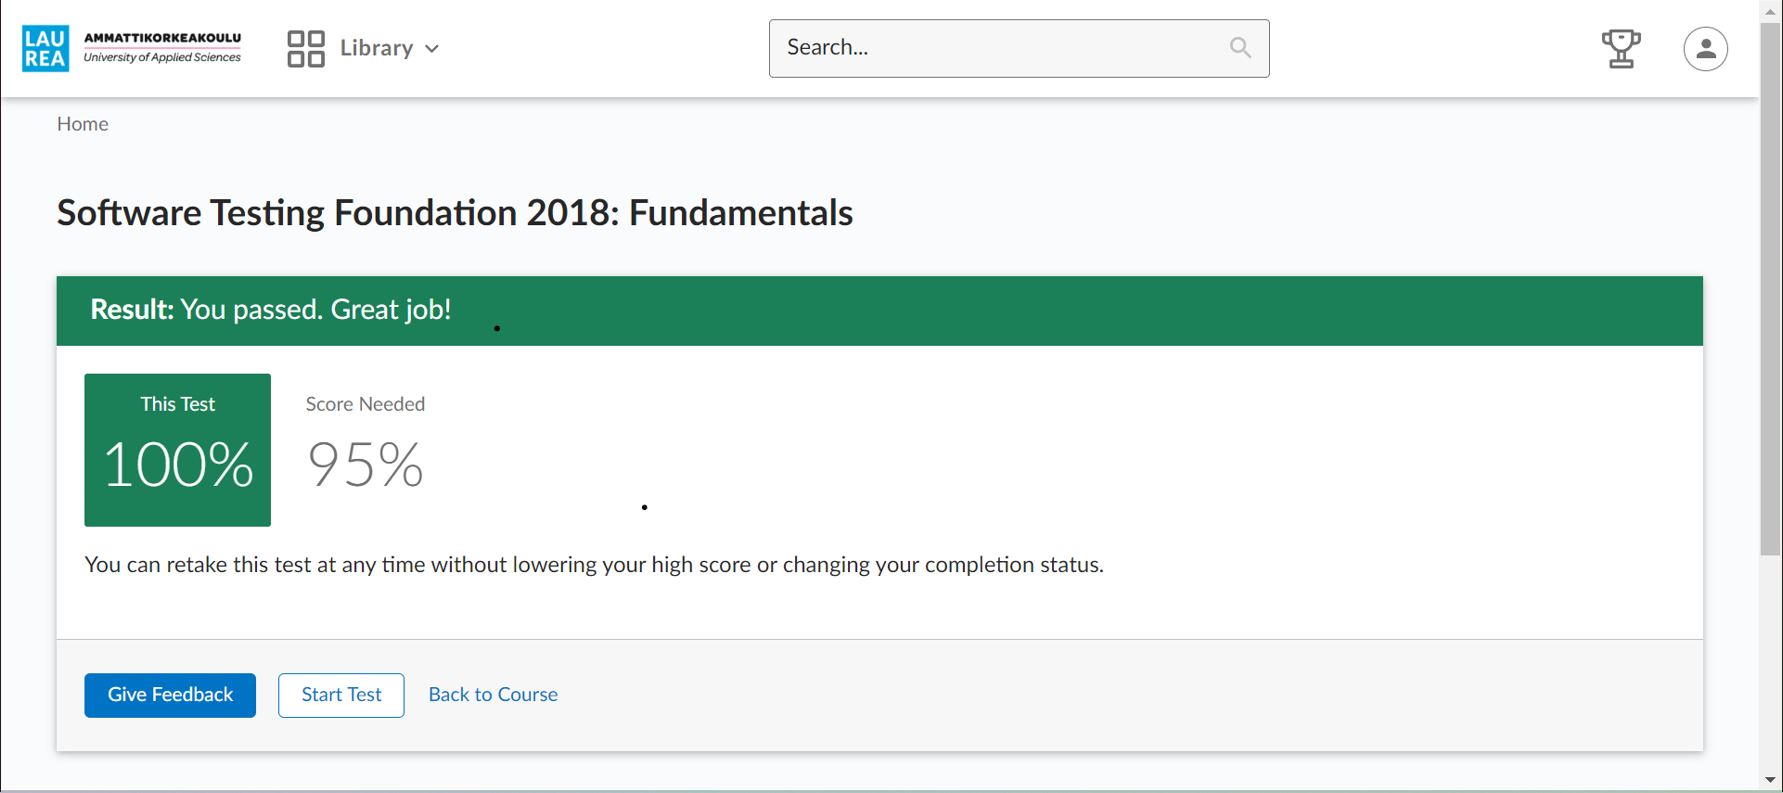 LAU
REA
AMMATTIKORKEAKOULU
University of Applied Sciences
Library
Search...
Home
Software Testing Foundation 2018: Fundamentals
Result: You passed. Great job!
This Test
Score Needed
100%
95%
You can retake this test at any time without lowering your high score or changing your completion status.
Give Feedback
Start Test
Back to Course